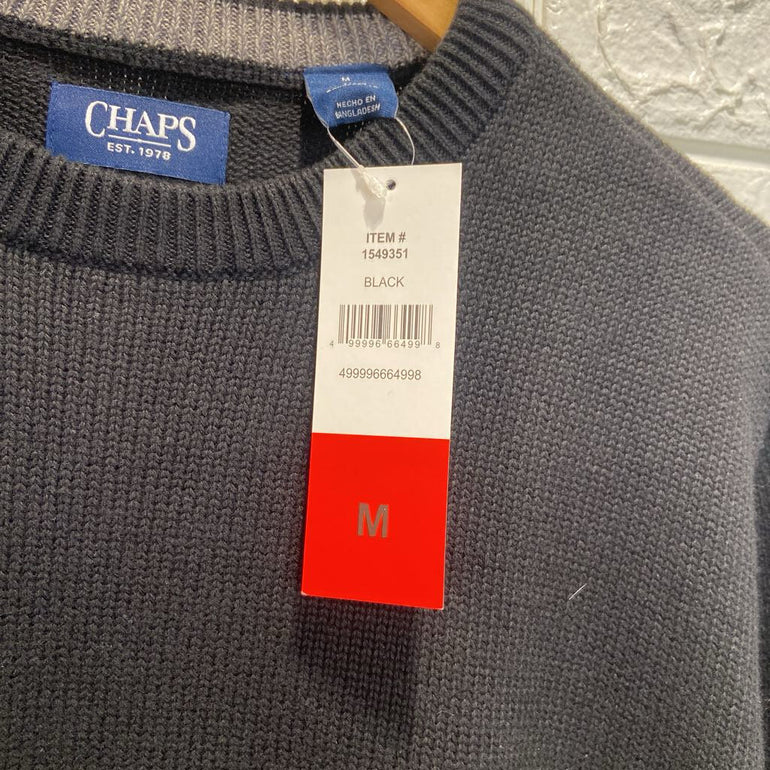 CHAPS
EST. 1978
M
HECHO EN
BANGLADESH
ITEM #
1549351
BLACK
4 99996 66499 8
499996664998
M